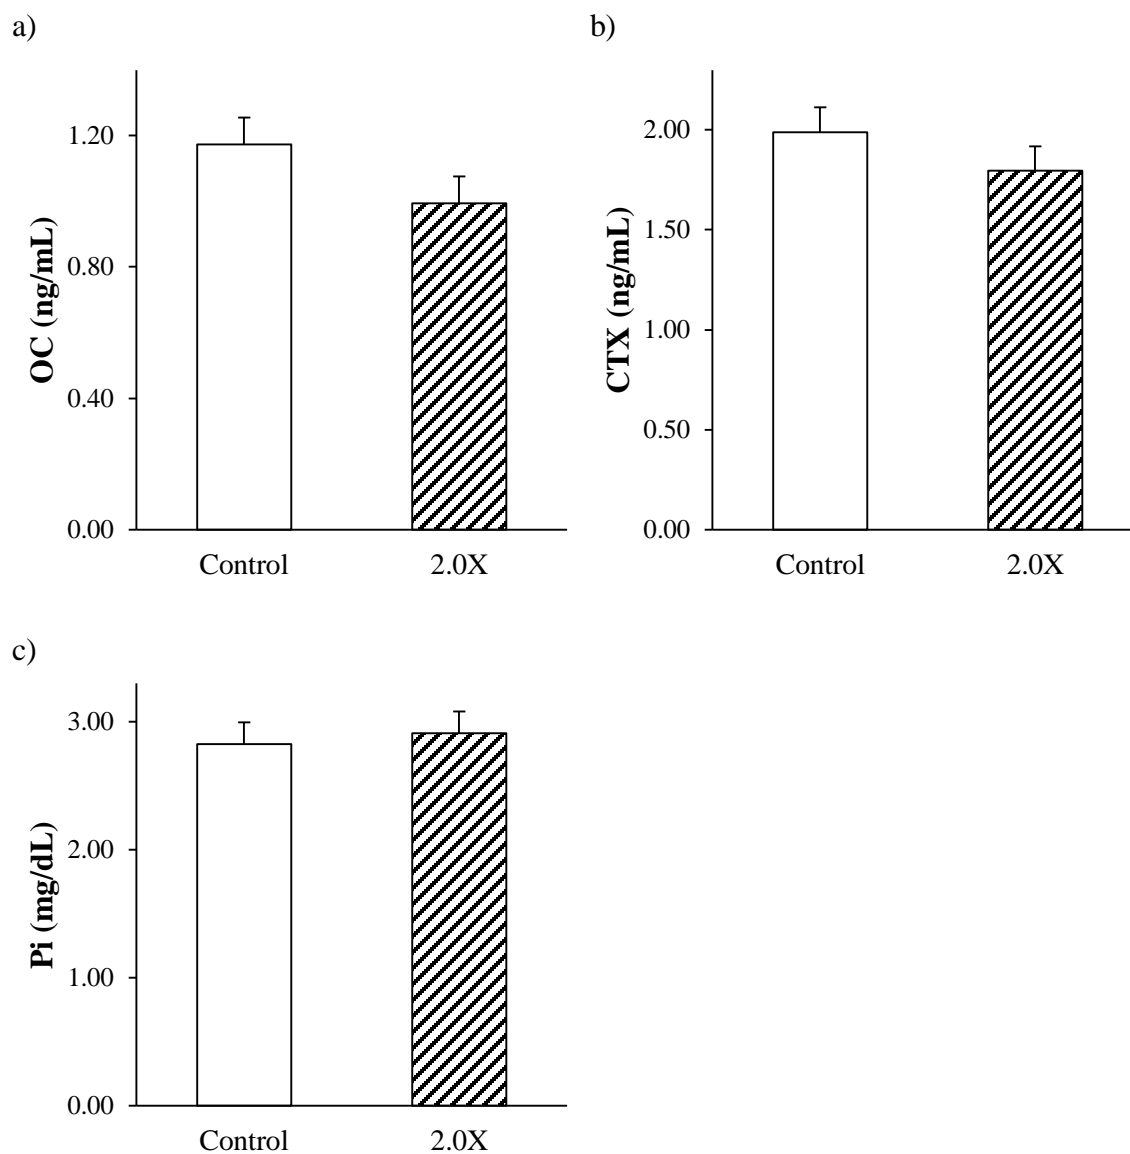 a)
OC (ng/mL)
1.20
0.80
0.40
0.00
Control 2.0X
b)
CTX (ng/mL)
2.00
1.50
1.00
0.50
0.00
Control 2.0X
c)
Pi (mg/dL)
3.00
2.00
1.00
0.00
Control 2.0X